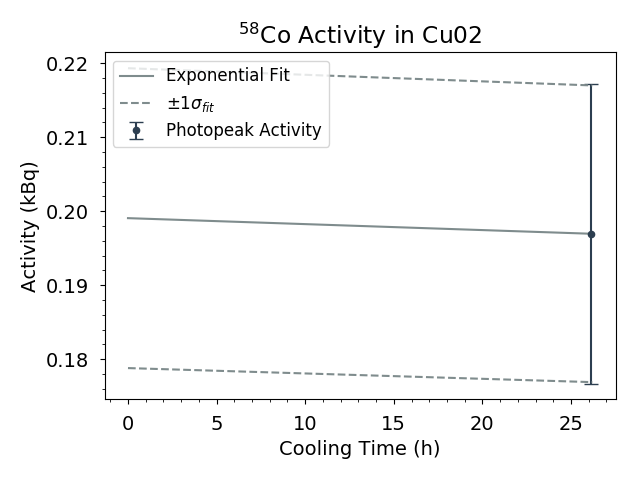 ⁵⁸Co Activity in Cu02
Exponential Fit
±1σfit
Photopeak Activity
Activity (kBq)
0.22
0.21
0.20
0.19
0.18
0 5 10 15 20 25
Cooling Time (h)